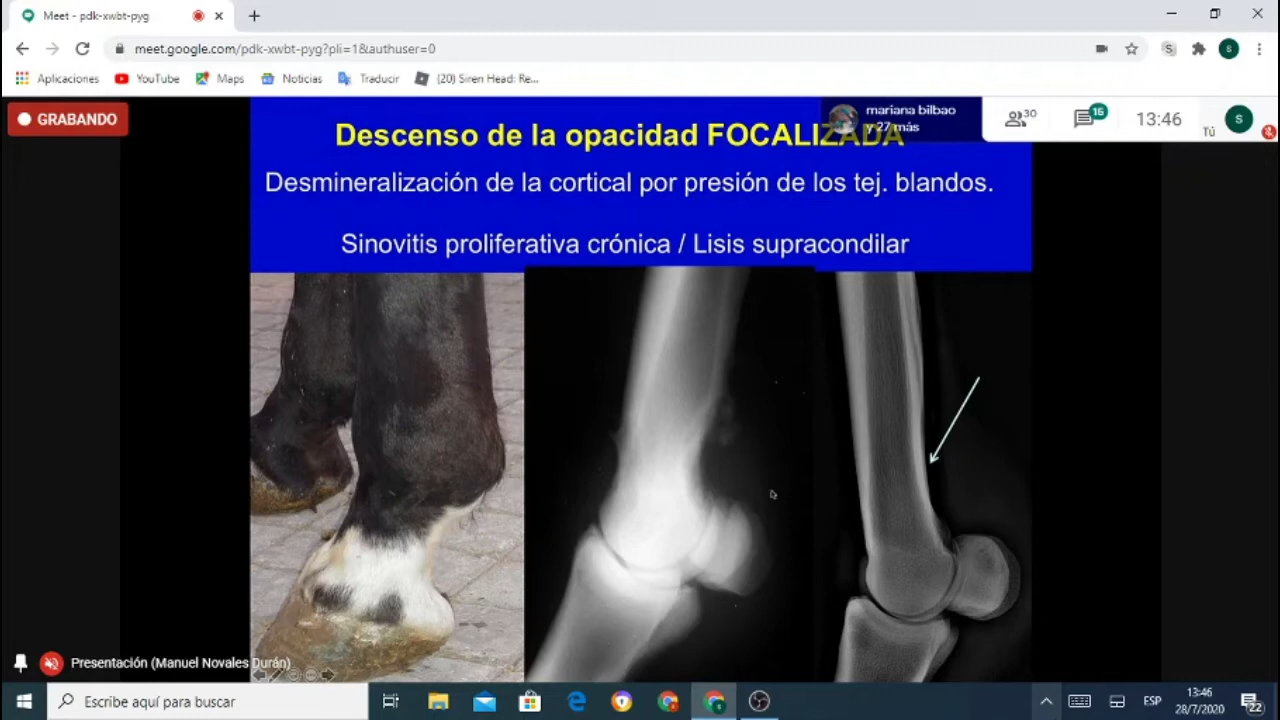 Meet - pdk-xwbt-pyg
meet.google.com/pdk-xwbt-pyg?pli=1&authuser=0
S
s
Aplicaciones
YouTube
Maps
Noticias
Traducir
(20) Siren Head: Re...
GRABANDO
mariana bilbao
y 27 más
30
16
13:46
Tú
S
Descenso de la opacidad FOCALIZADA
Desmineralización de la cortical por presión de los tej. blandos.
Sinovitis proliferativa crónica / Lisis supracondilar
Presentación (Manuel Novales Durán)
Escribe aquí para buscar
ESP
13:46
28/7/2020
22